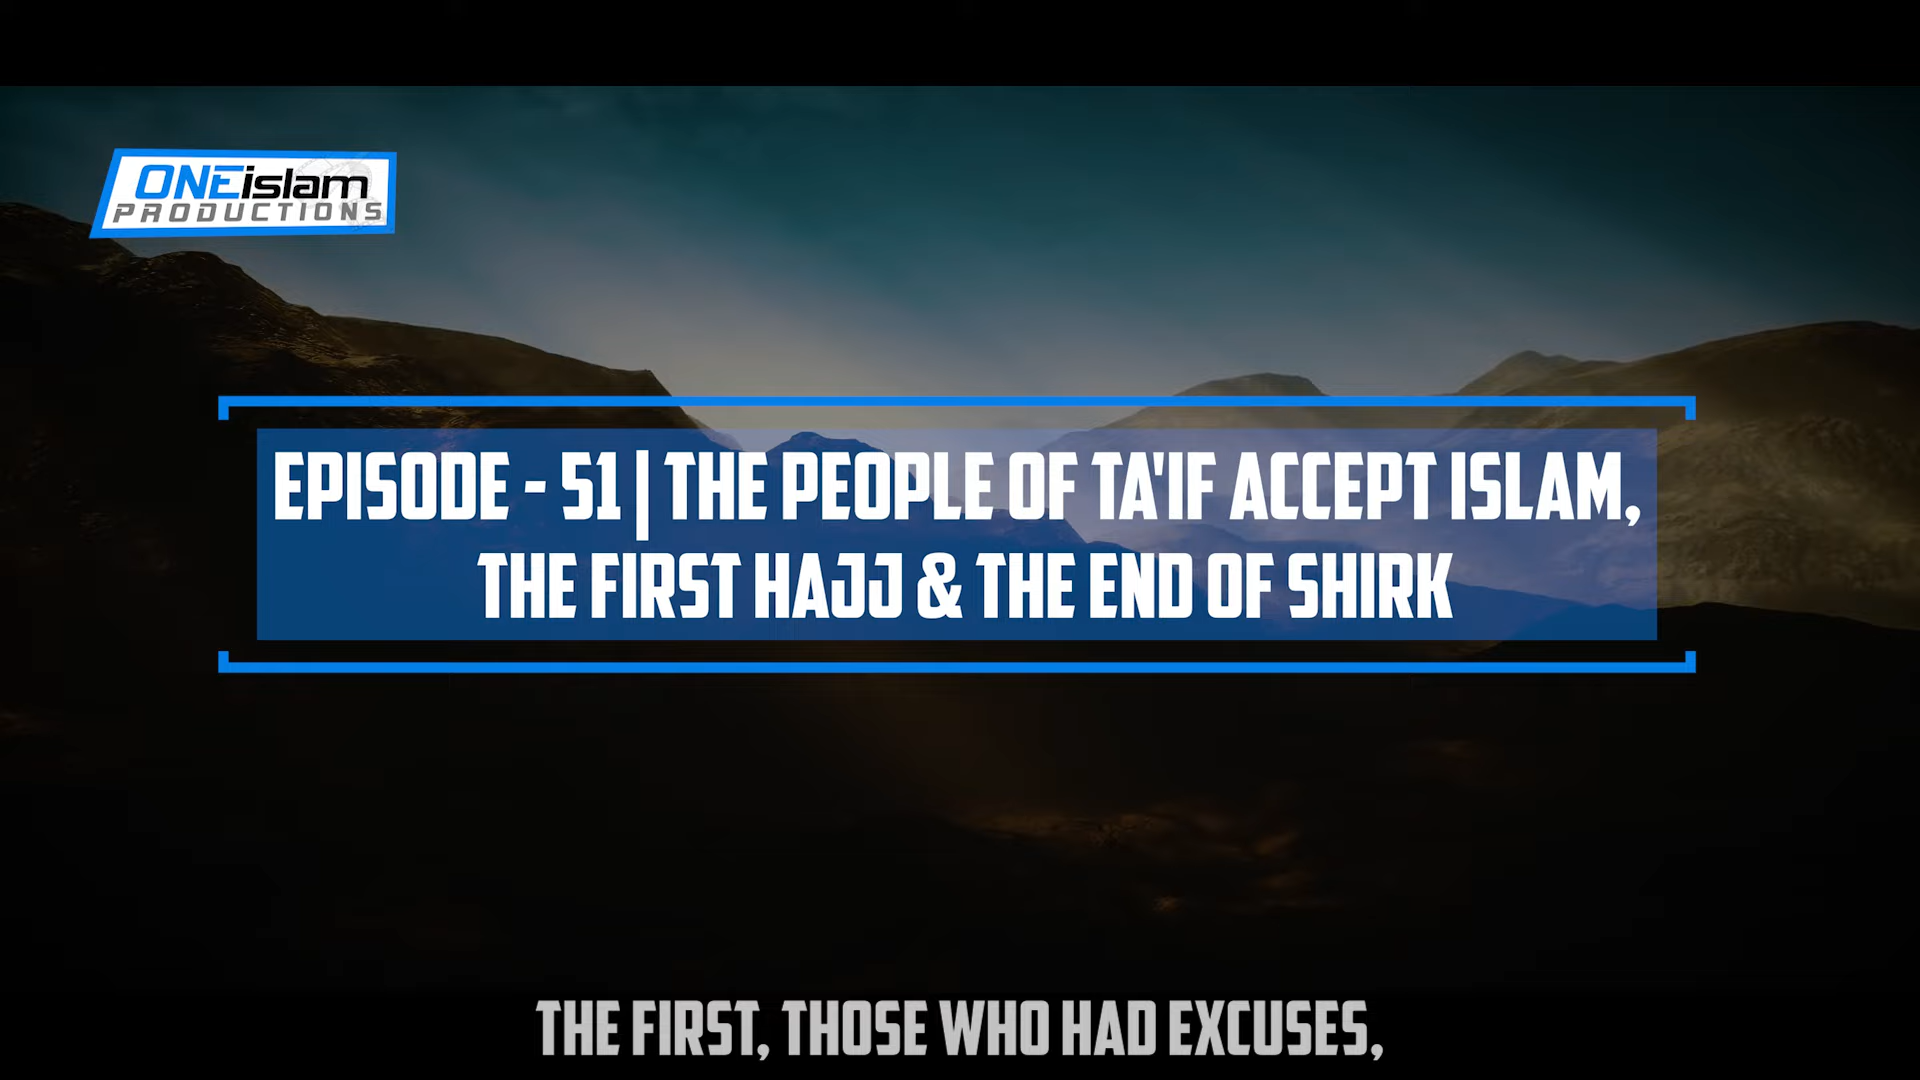 ONEislam
PRODUCTIONS
EPISODE - 51 | THE PEOPLE OF TA'IF ACCEPT ISLAM,
THE FIRST HAJJ & THE END OF SHIRK
THE FIRST, THOSE WHO HAD EXCUSES,